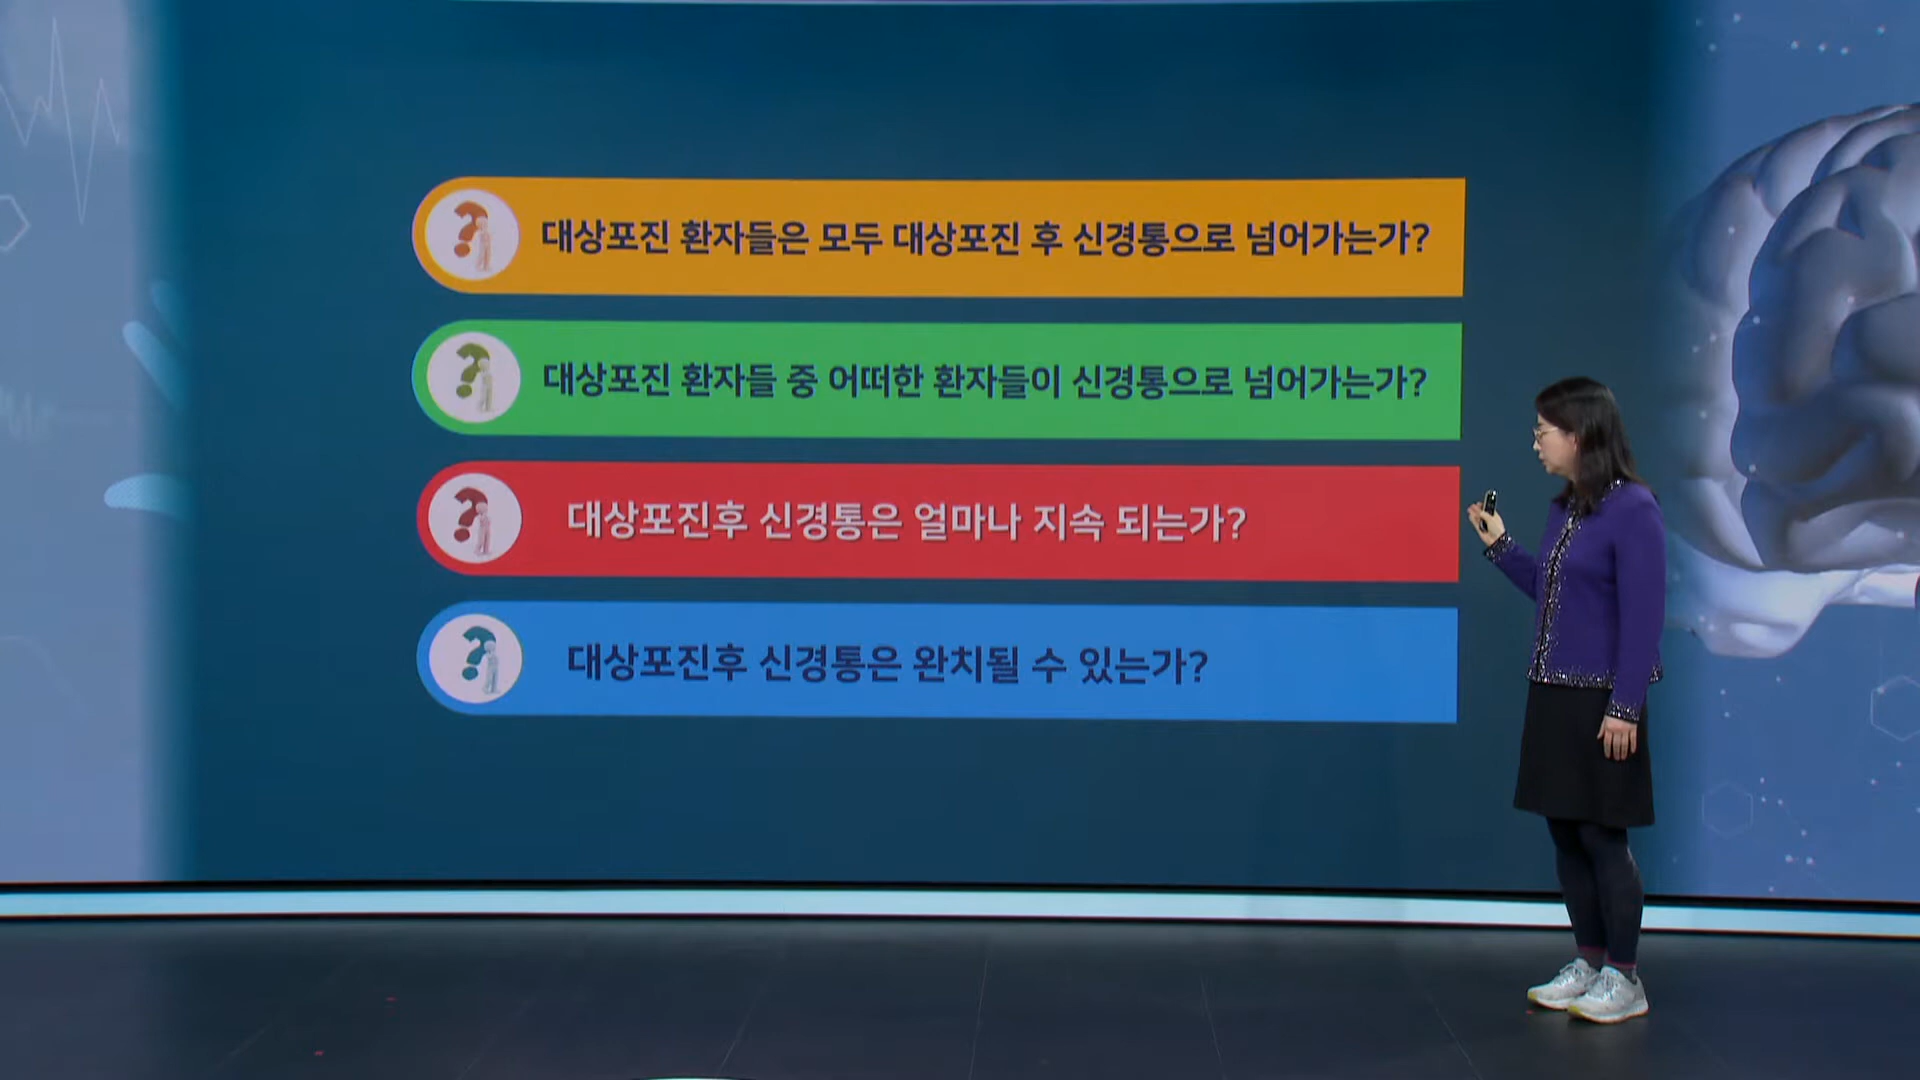 대상포진 환자들은 모두 대상포진 후 신경통으로 넘어가는가?
대상포진 환자들 중 어떠한 환자들이 신경통으로 넘어가는가?
대상포진후 신경통은 얼마나 지속 되는가?
대상포진후 신경통은 완치될 수 있는가?